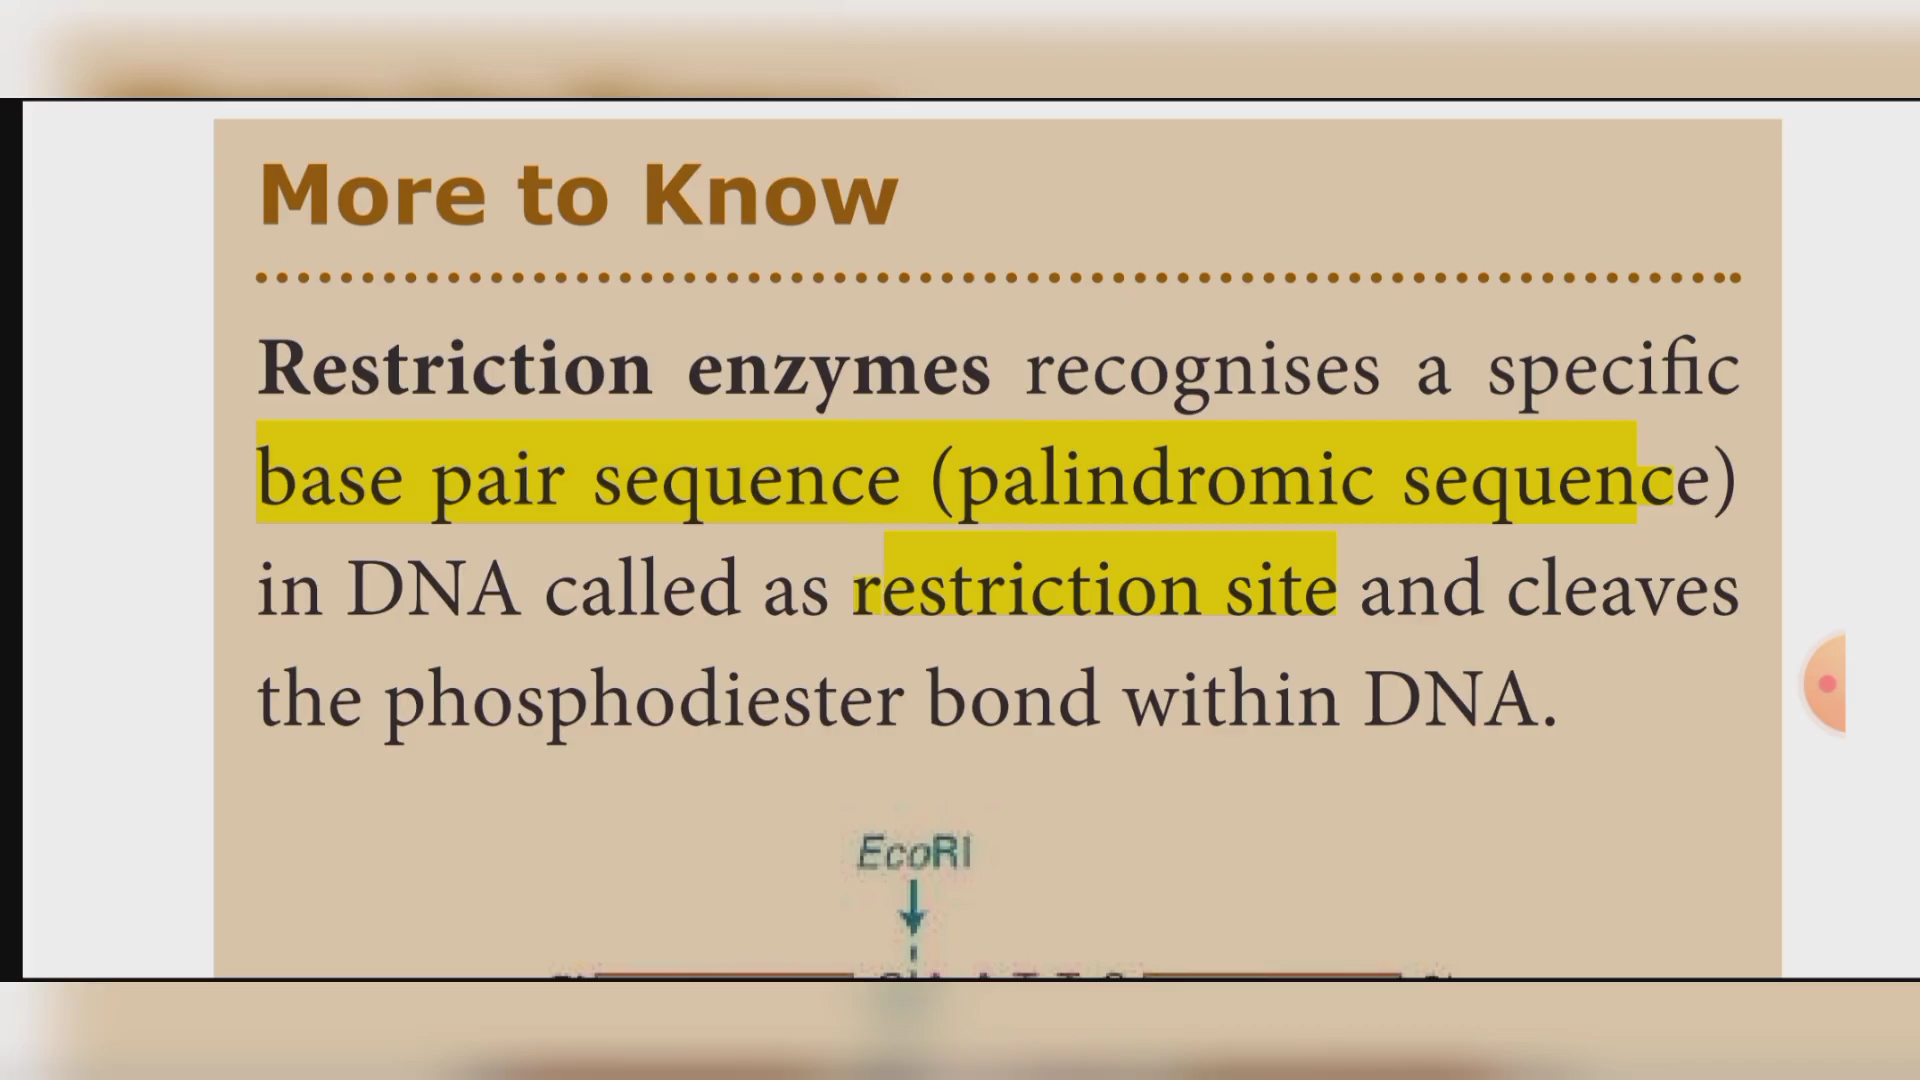 More to Know
Restriction enzymes recognises a specific
base pair sequence (palindromic sequence)
in DNA called as restriction site and cleaves
the phosphodiester bond within DNA.
EcoRI